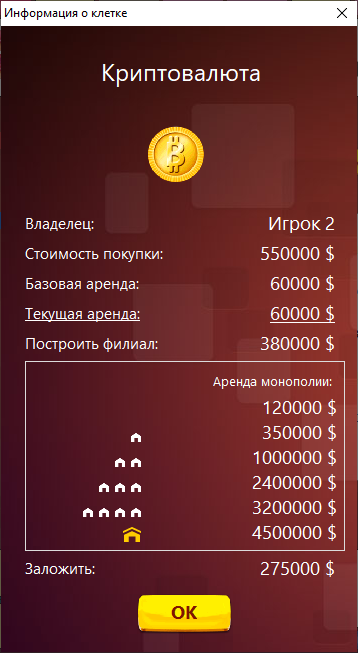 Информация о клетке
Криптовалюта
Владелец: Игрок 2
Стоимость покупки: 550000 $
Базовая аренда: 60000 $
Текущая аренда: 60000 $
Построить филиал: 380000 $
Аренда монополии:
120000 $
350000 $
1000000 $
2400000 $
3200000 $
4500000 $
Заложить: 275000 $
OK